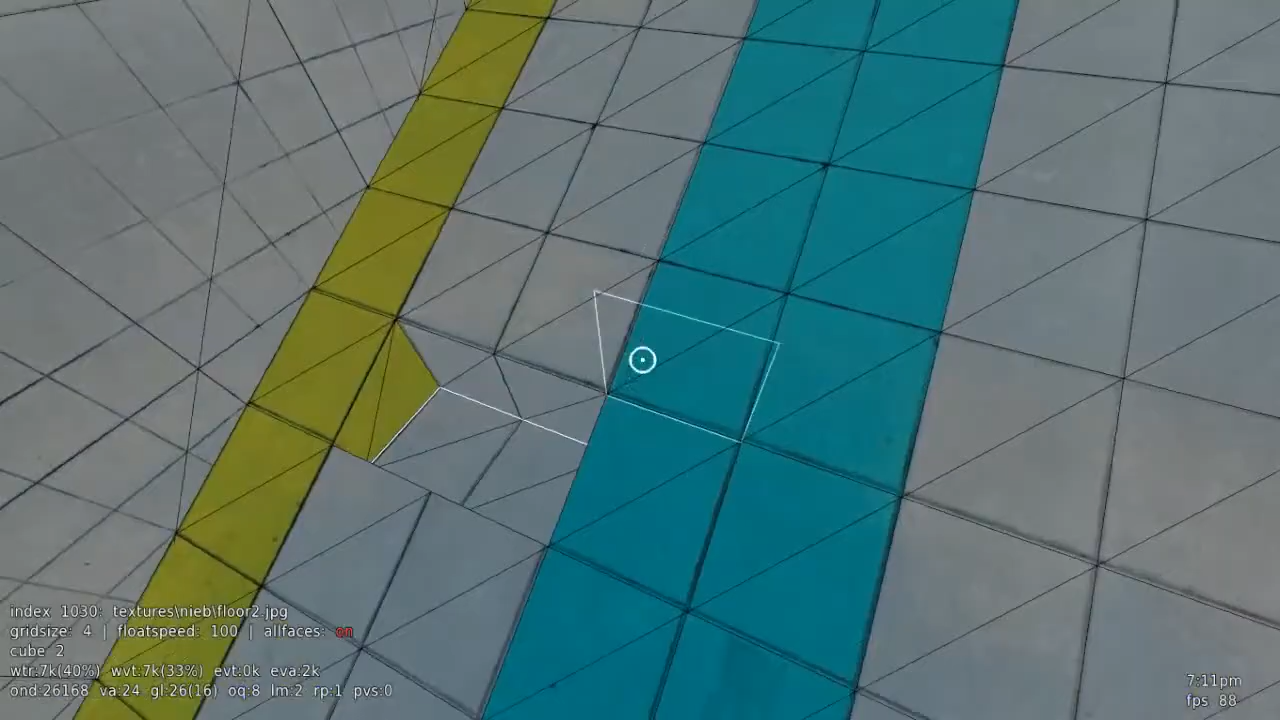 index 1030: textures\nieb\floor2.jpg
gridsize: 4 | floatspeed: 100 | allfaces: on
cube 2
wtr:7k(40%) wvt:7k(33%) evt:0k eva:2k
ond:26168 va:24 gl:26(16) oq:8 lm:2 rp:1 pvs:0
7:11pm
fps 88